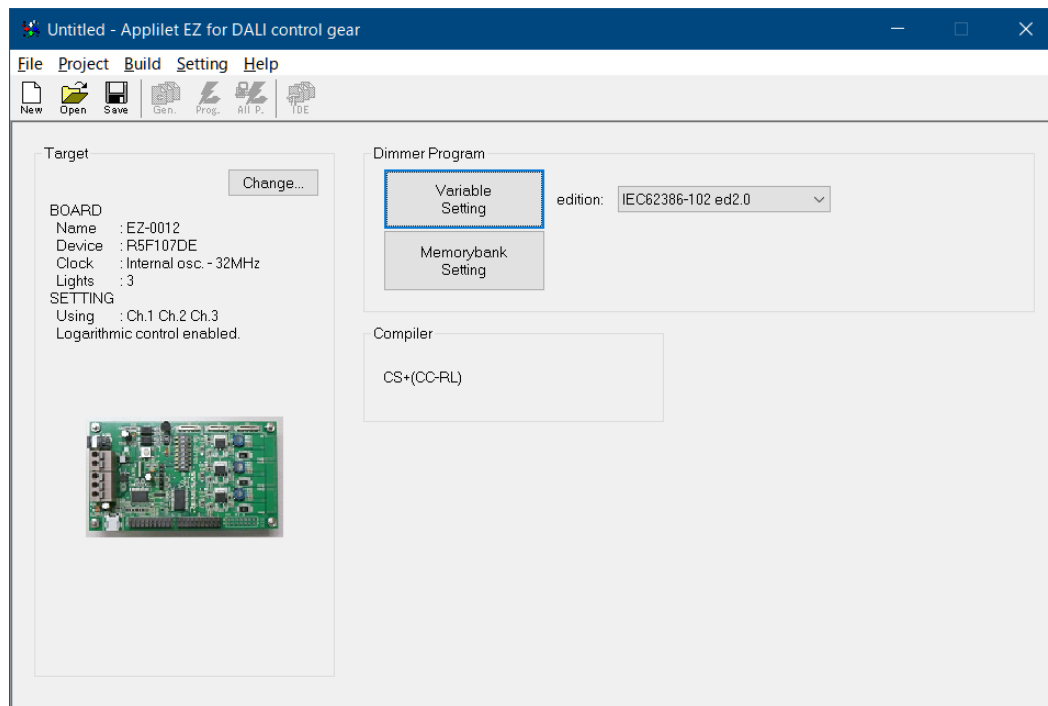 Untitled - Applilet EZ for DALI control gear
File Project Build Setting Help
New Open Save Gen. Prog. All P. IDE
Target
Change...
BOARD
Name : EZ-0012
Device : R5F107DE
Clock : Internal osc. - 32MHz
Lights : 3
SETTING
Using : Ch.1 Ch.2 Ch.3
Logarithmic control enabled.
Dimmer Program
Variable
Setting
edition: IEC62386-102 ed2.0
Memorybank
Setting
Compiler
CS+(CC-RL)